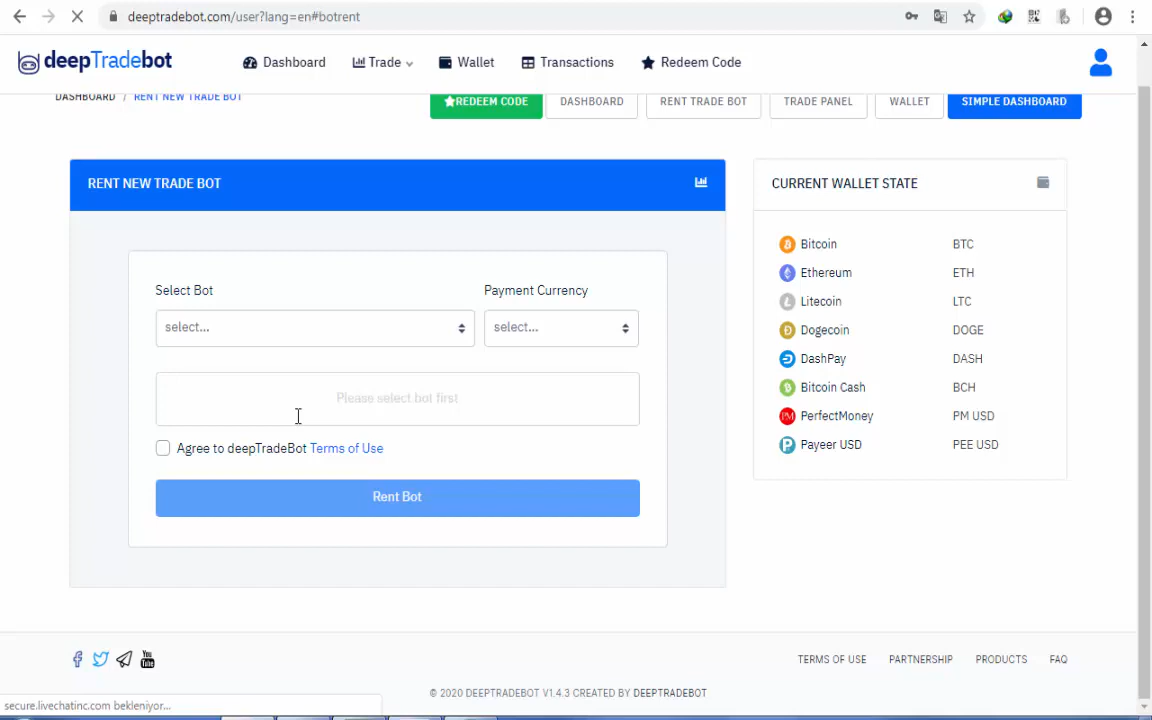 deeptradebot.com/user?lang=en#botrent
deepTradebot
Dashboard
Trade
Wallet
Transactions
Redeem Code
DASHBOARD / RENT NEW TRADE BOT
REDEEM CODE
DASHBOARD
RENT TRADE BOT
TRADE PANEL
WALLET
SIMPLE DASHBOARD
RENT NEW TRADE BOT
Select Bot
Payment Currency
select...
select...
Please select bot first
Agree to deepTradeBot Terms of Use
Rent Bot
CURRENT WALLET STATE
Bitcoin BTC
Ethereum ETH
Litecoin LTC
Dogecoin DOGE
DashPay DASH
Bitcoin Cash BCH
PerfectMoney PM USD
Payeer USD PEE USD
You Tube
TERMS OF USE
PARTNERSHIP
PRODUCTS
FAQ
© 2020 DEEPTRADEBOT V1.4.3 CREATED BY DEEPTRADEBOT
secure.livechatinc.com bekleniyor...